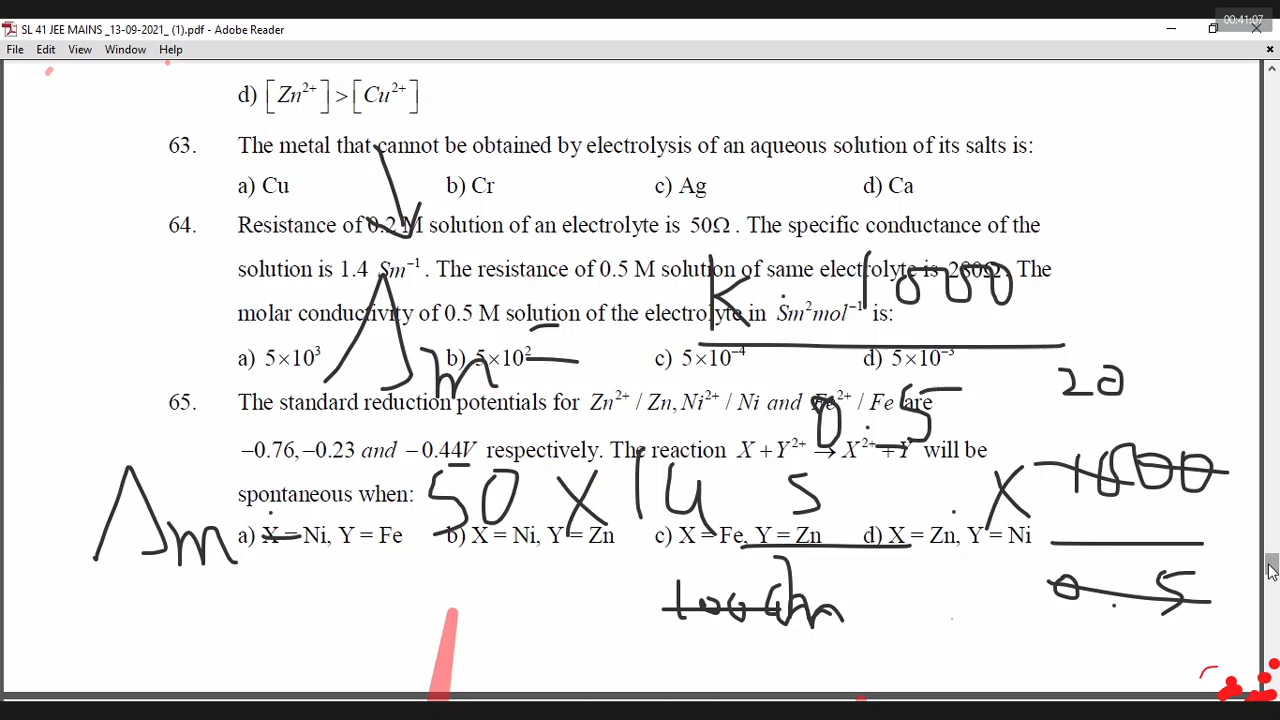 00:41:07
SL 41 JEE MAINS _13-09-2021_ (1).pdf - Adobe Reader
File Edit View Window Help
d) [Zn²⁺] > [Cu²⁺]
63. The metal that cannot be obtained by electrolysis of an aqueous solution of its salts is:
a) Cu b) Cr c) Ag d) Ca
64. Resistance of 0.2 M solution of an electrolyte is 50Ω. The specific conductance of the
solution is 1.4 Sm⁻¹. The resistance of 0.5 M solution of same electrolyte is 280Ω. The
K · 1000
molar conductivity of 0.5 M solution of the electrolyte in Sm²mol⁻¹ is:
a) 5×10³ b) 5×10² c) 5×10⁻⁴ d) 5×10⁻³
Λm =
0.5
20
65. The standard reduction potentials for Zn²⁺ / Zn, Ni²⁺ / Ni and Fe²⁺ / Fe are
−0.76, −0.23 and −0.44V respectively. The reaction X + Y²⁺ → X²⁺ + Y will be
spontaneous when:
Λm = 50 × 14 S × 1000
a) X = Ni, Y = Fe b) X = Ni, Y = Zn c) X = Fe, Y = Zn d) X = Zn, Y = Ni
0.5